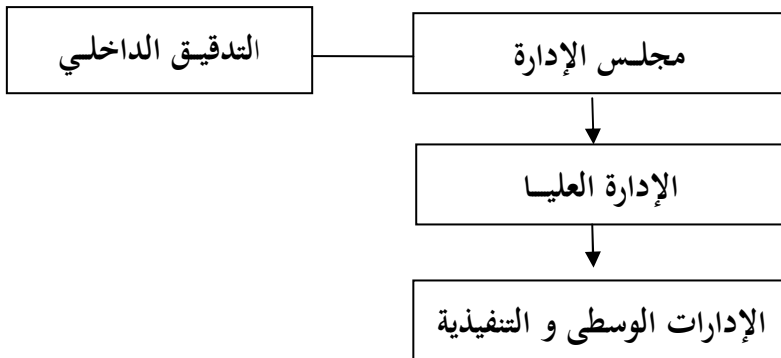 مجلس الإدارة
التدقيق الداخلي
الإدارة العليا
الإدارات الوسطى و التنفيذية